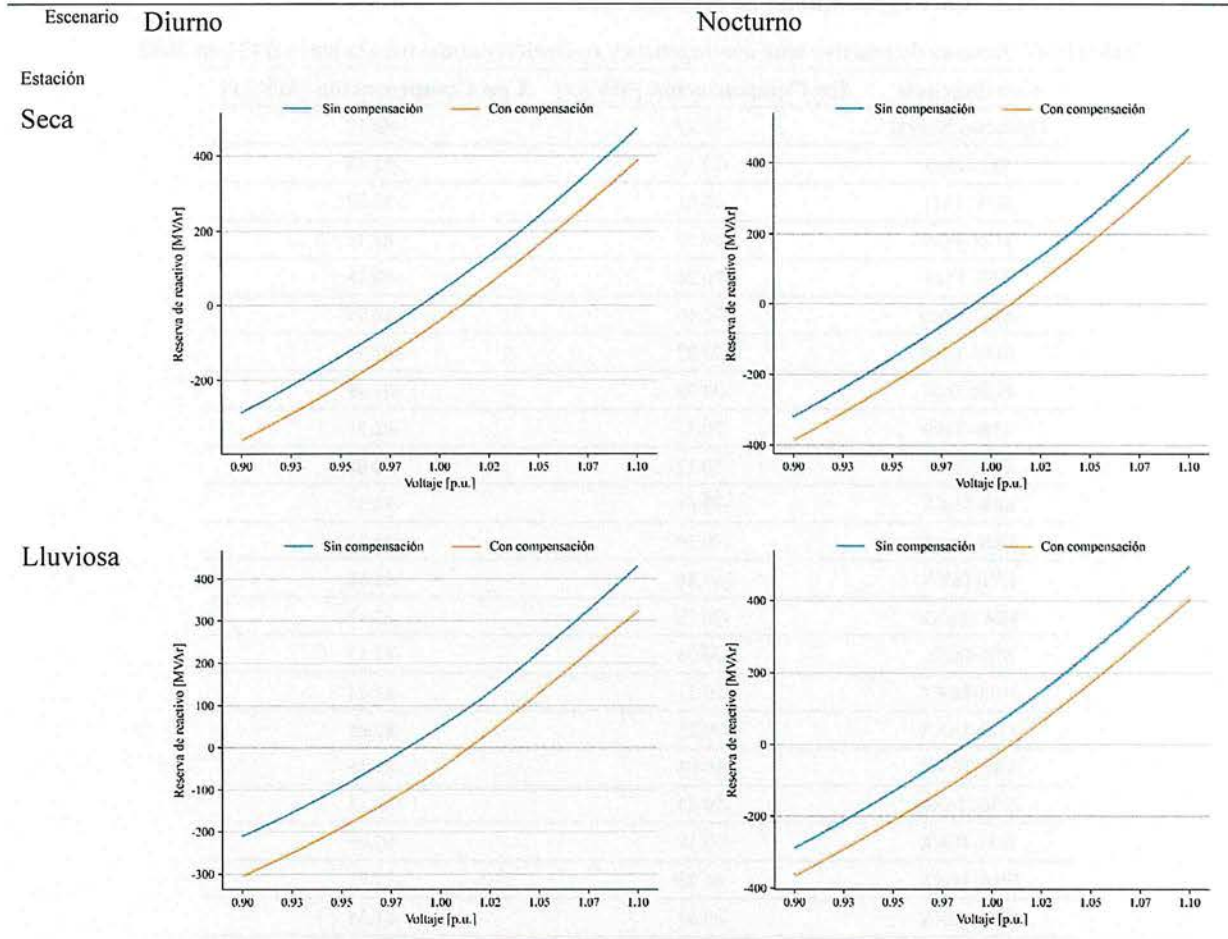 Escenario
Diurno
Nocturno
Estación
Seca
Sin compensación
Con compensación
Reserva de reactivo [MVAr]
400
200
0
-200
0.90
0.93
0.95
0.97
1.00
1.02
1.05
1.07
1.10
Voltaje [p.u.]
Sin compensación
Con compensación
Reserva de reactivo [MVAr]
400
200
0
-200
-400
0.90
0.93
0.95
0.97
1.00
1.02
1.05
1.07
1.10
Voltaje [p.u.]
Lluviosa
Sin compensación
Con compensación
Reserva de reactivo [MVAr]
400
300
200
100
0
-100
-200
-300
0.90
0.93
0.95
0.97
1.00
1.02
1.05
1.07
1.10
Voltaje [p.u.]
Sin compensación
Con compensación
Reserva de reactivo [MVAr]
400
200
0
-200
-400
0.90
0.93
0.95
0.97
1.00
1.02
1.05
1.07
1.10
Voltaje [p.u.]